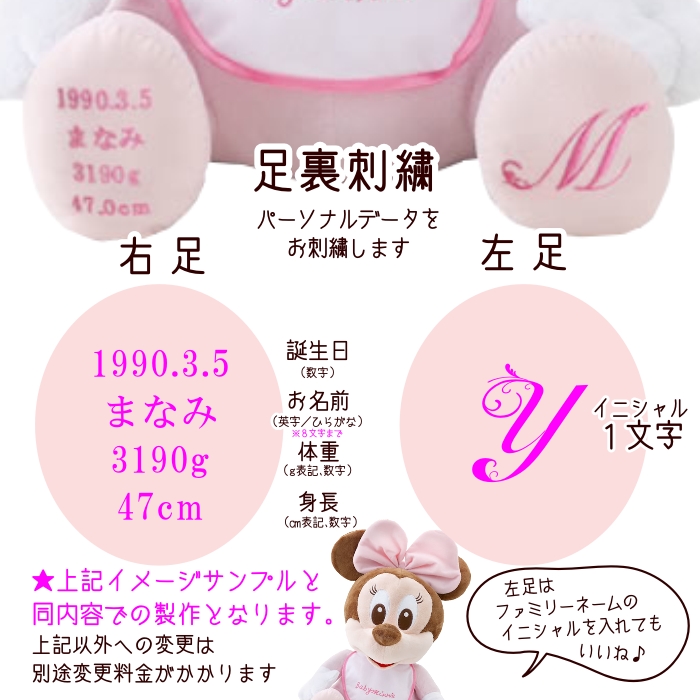 1990.3.5
まなみ
3190g
47.0cm
M
足裏刺繍
パーソナルデータを
お刺繍します
右足
左足
1990.3.5
まなみ
3190g
47cm
誕生日
(数字)
お名前
(英字/ひらがな)
※8文字まで
体重
(g表記、数字)
身長
(cm表記、数字)
y
イニシャル
1文字
★上記イメージサンプルと
同内容での製作となります。
上記以外への変更は
別途変更料金がかかります
左足は
ファミリーネームの
イニシャルを入れても
いいね♪